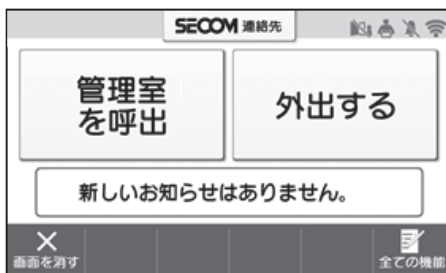 SECOM 連絡先
管理室
を呼出
外出する
新しいお知らせはありません。
画面を消す
全ての機能